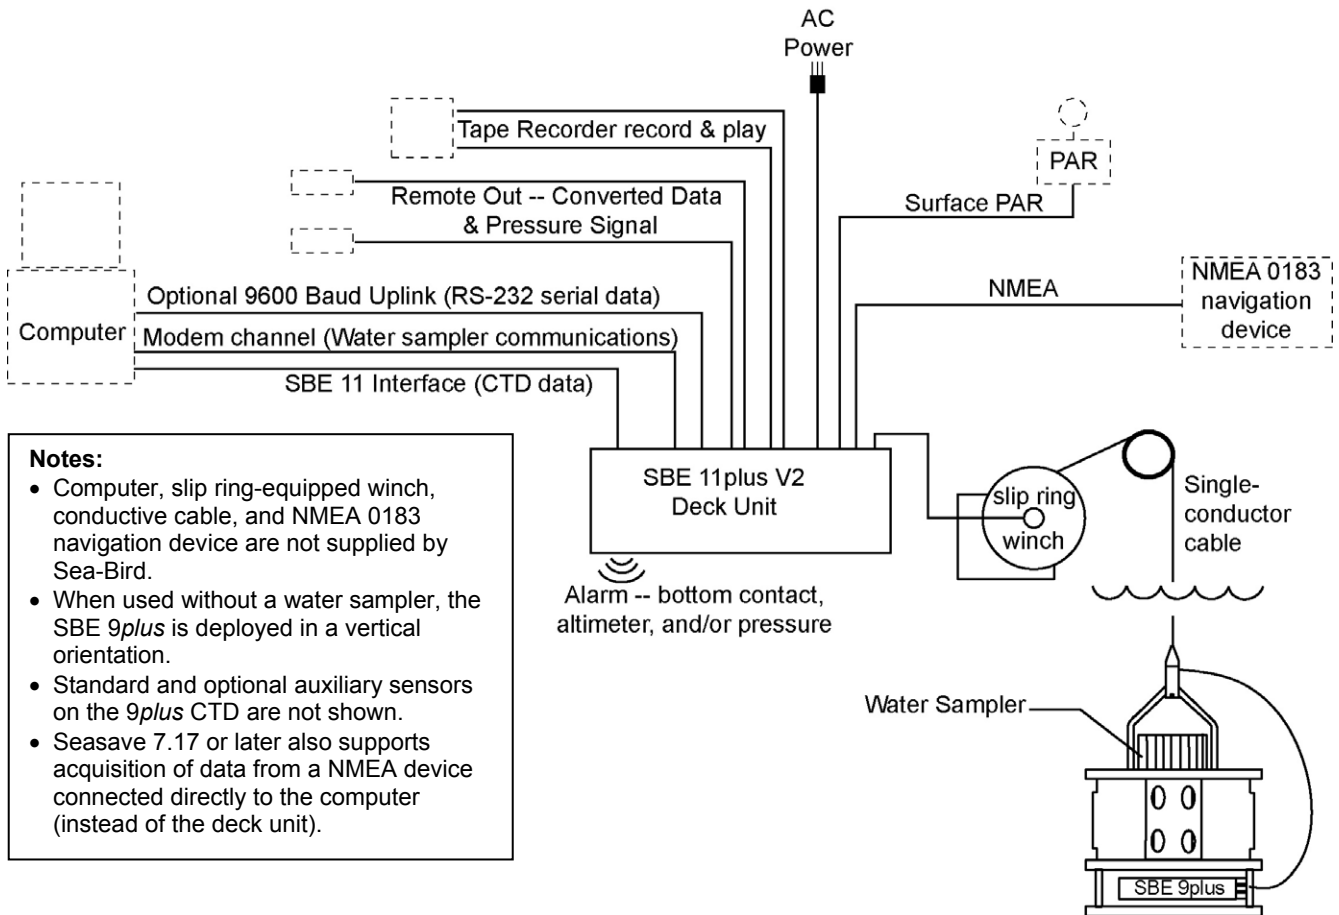 AC
Power
Tape Recorder record & play
PAR
Remote Out -- Converted Data
& Pressure Signal
Surface PAR
NMEA 0183
navigation
device
NMEA
Optional 9600 Baud Uplink (RS-232 serial data)
Computer
Modem channel (Water sampler communications)
SBE 11 Interface (CTD data)
Notes:
• Computer, slip ring-equipped winch,
conductive cable, and NMEA 0183
navigation device are not supplied by
Sea-Bird.
• When used without a water sampler, the
SBE 9plus is deployed in a vertical
orientation.
• Standard and optional auxiliary sensors
on the 9plus CTD are not shown.
• Seasave 7.17 or later also supports
acquisition of data from a NMEA device
connected directly to the computer
(instead of the deck unit).
SBE 11plus V2
Deck Unit
slip ring
winch
Single-
conductor
cable
Alarm -- bottom contact,
altimeter, and/or pressure
Water Sampler
SBE 9plus